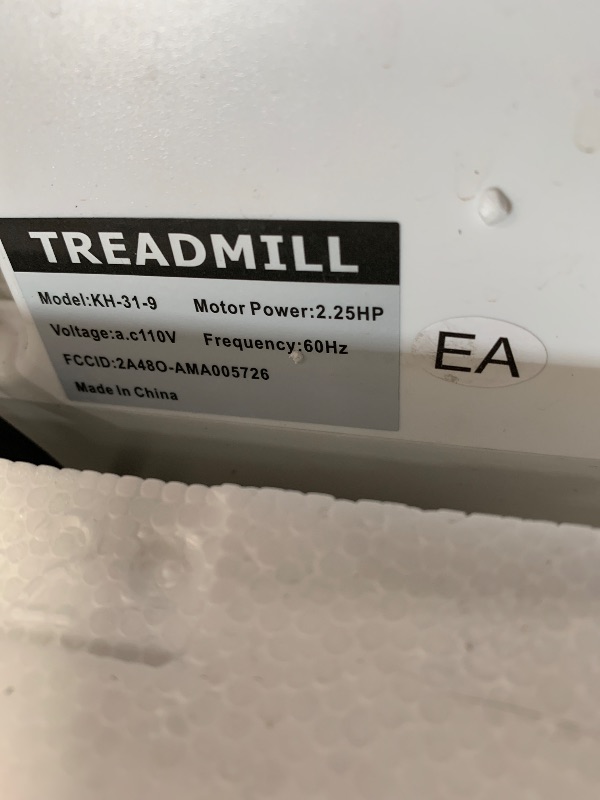 TREADMILL
Model:KH-31-9 Motor Power:2.25HP
Voltage:a.c110V Frequency:60Hz
FCCID:2A48O-AMA005726
Made In China
EA